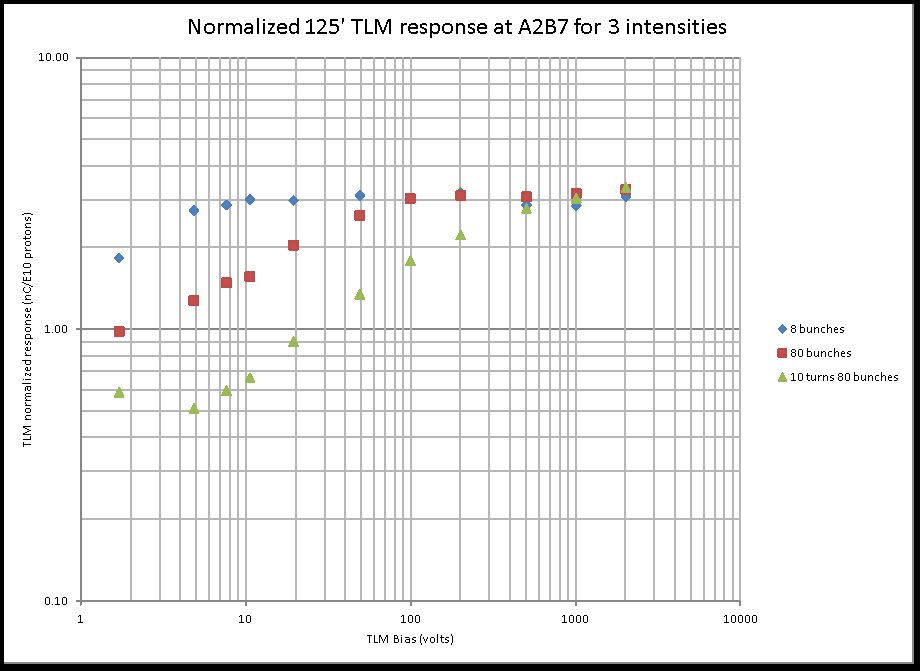 Normalized 125' TLM response at A2B7 for 3 intensities
10.00
1.00
0.10
TLM normalized response (nC/E10 protons)
1
10
100
1000
10000
TLM Bias (volts)
8 bunches
80 bunches
10 turns 80 bunches